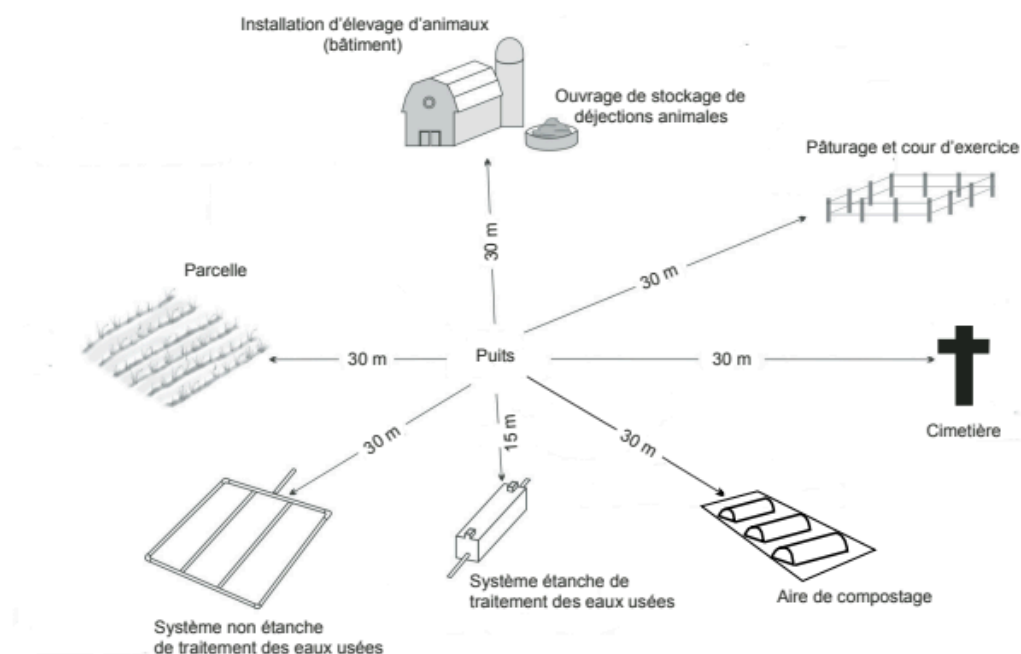 Installation d'élevage d'animaux
(bâtiment)
Ouvrage de stockage de
déjections animales
Pâturage et cour d'exercice
30 m
30 m
Parcelle
30 m
Puits
30 m
Cimetière
30 m
15 m
30 m
Système étanche de
traitement des eaux usées
Aire de compostage
Système non étanche
de traitement des eaux usées